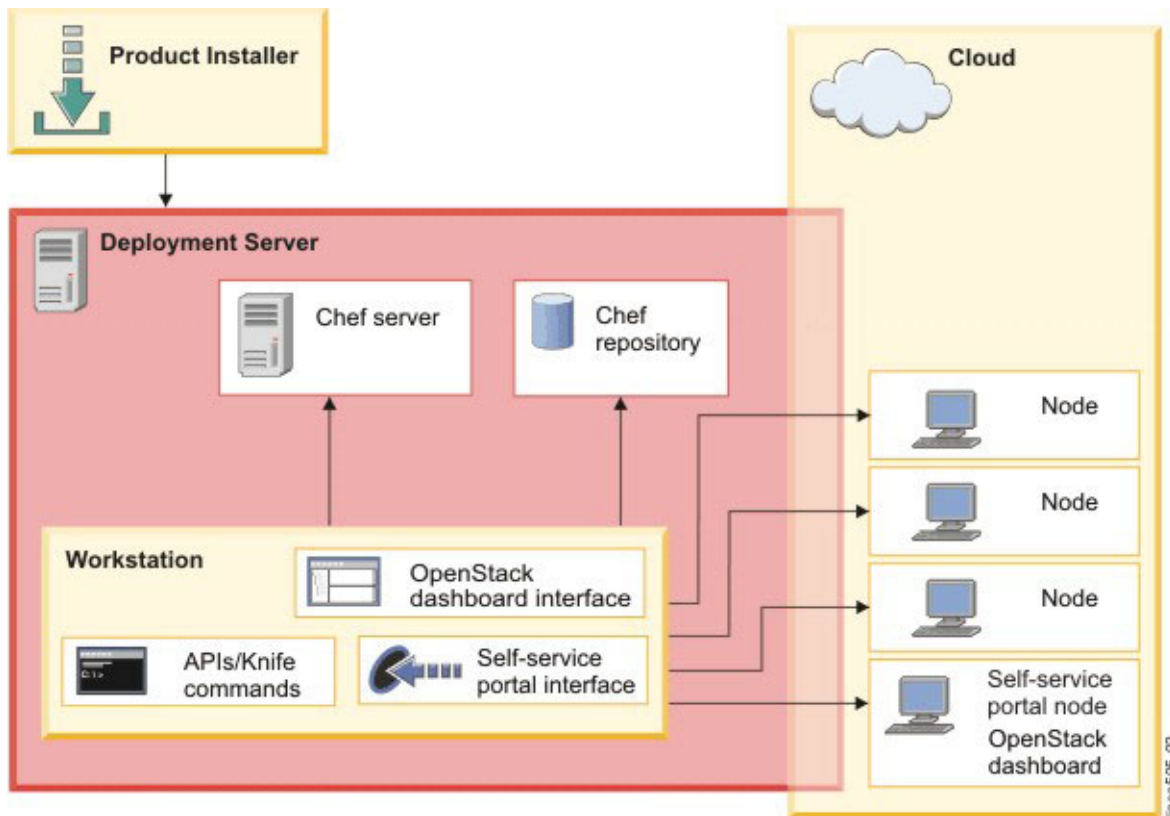 Product Installer
Cloud
Deployment Server
Chef server
Chef
repository
Node
Node
Node
Self-service
portal node
OpenStack
dashboard
Workstation
OpenStack
dashboard interface
APIs/Knife
commands
C:\>
Self-service
portal interface